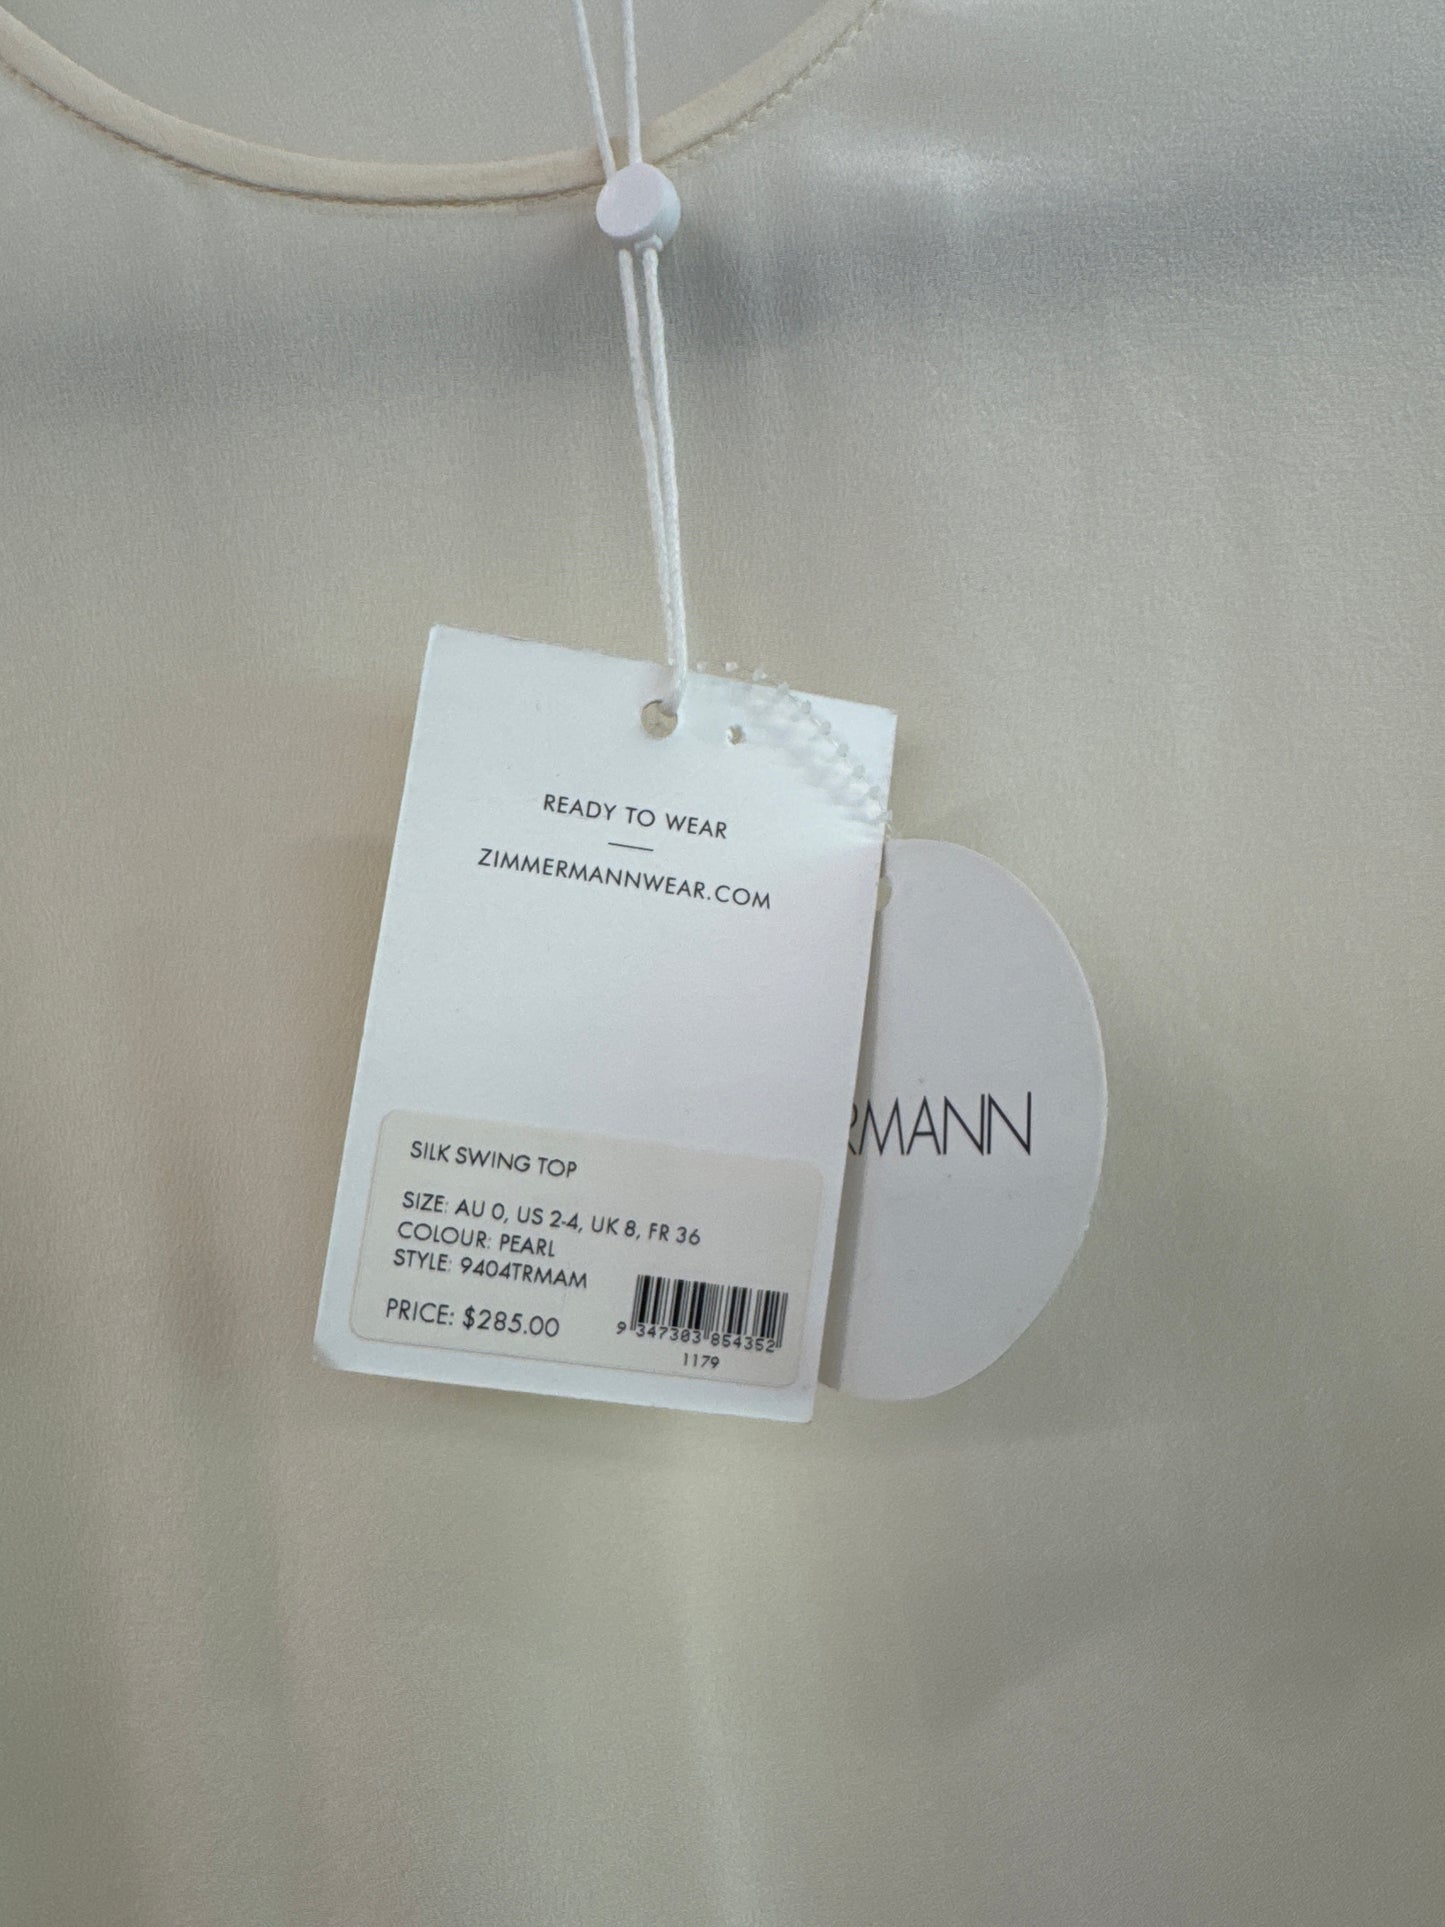 READY TO WEAR
ZIMMERMANNWEAR.COM
RMANN
SILK SWING TOP
SIZE: AU 0, US 2-4, UK 8, FR 36
COLOUR: PEARL
STYLE: 9404TRMAM
PRICE: $285.00
9 347303 854352
1179